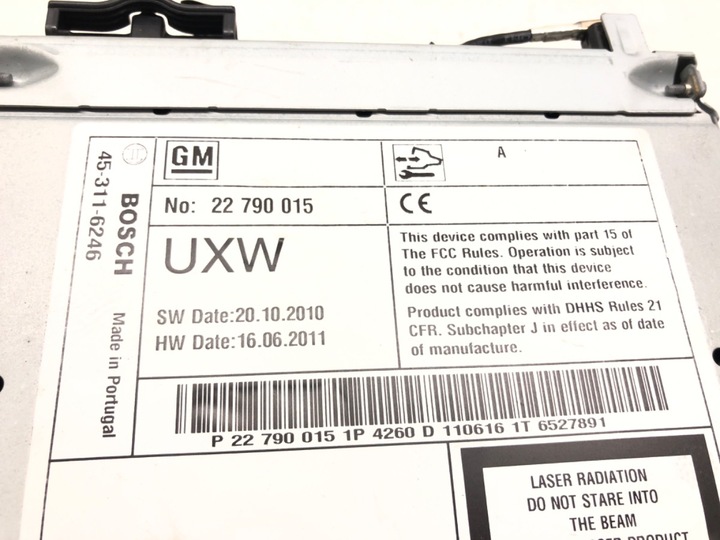 BOSCH
45-311-6246
Made in Portugal
GM
A
No: 22 790 015
CE
UXW
SW Date:20.10.2010
HW Date:16.06.2011
This device complies with part 15 of
The FCC Rules. Operation is subject
to the condition that this device
does not cause harmful interference.
Product complies with DHHS Rules 21
CFR. Subchapter J in effect as of date
of manufacture.
P 22 790 015 1P 4260 D 110616 1T 6527891
LASER RADIATION
DO NOT STARE INTO
THE BEAM
LASER PRODUCT